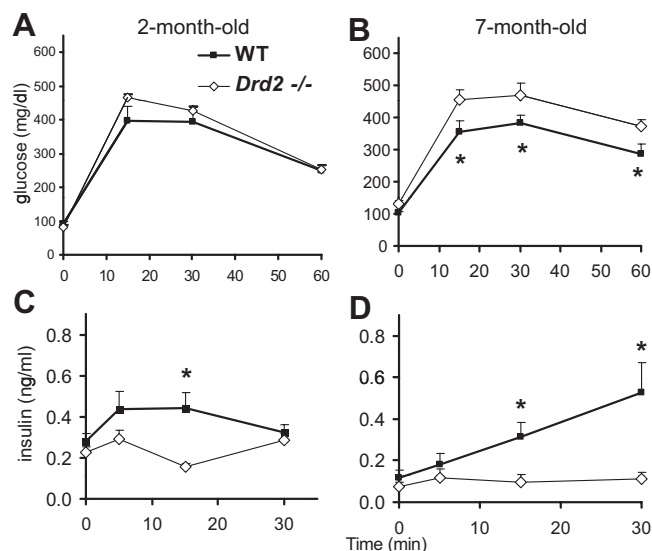 A
2-month-old
B
7-month-old
WT
Drd2 -/-
glucose (mg/dl)
600
500
400
300
200
100
0
0 10 20 30 40 50 60
600
500
400
300
200
100
0
* * *
0 10 20 30 40 50 60
C
D
insulin (ng/ml)
0.8
0.6
0.4
0.2
0.0
*
0 10 20 30
0.8
0.6
0.4
0.2
0.0
* *
0 10 20 30
Time (min)